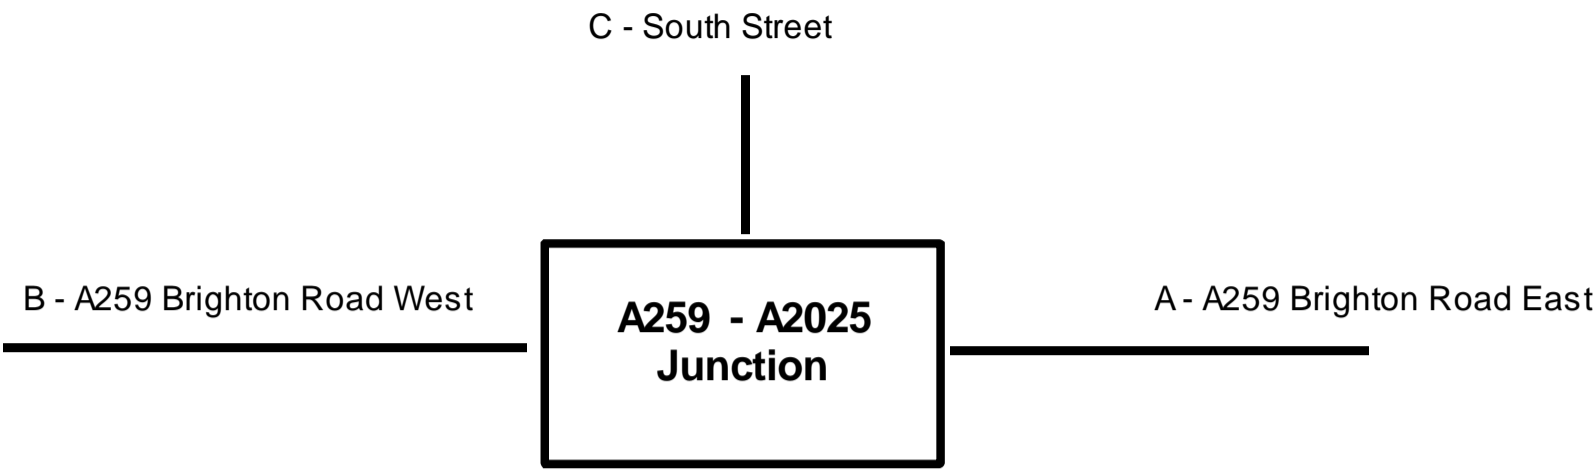 C - South Street
B - A259 Brighton Road West
A - A259 Brighton Road East
A259 - A2025
Junction